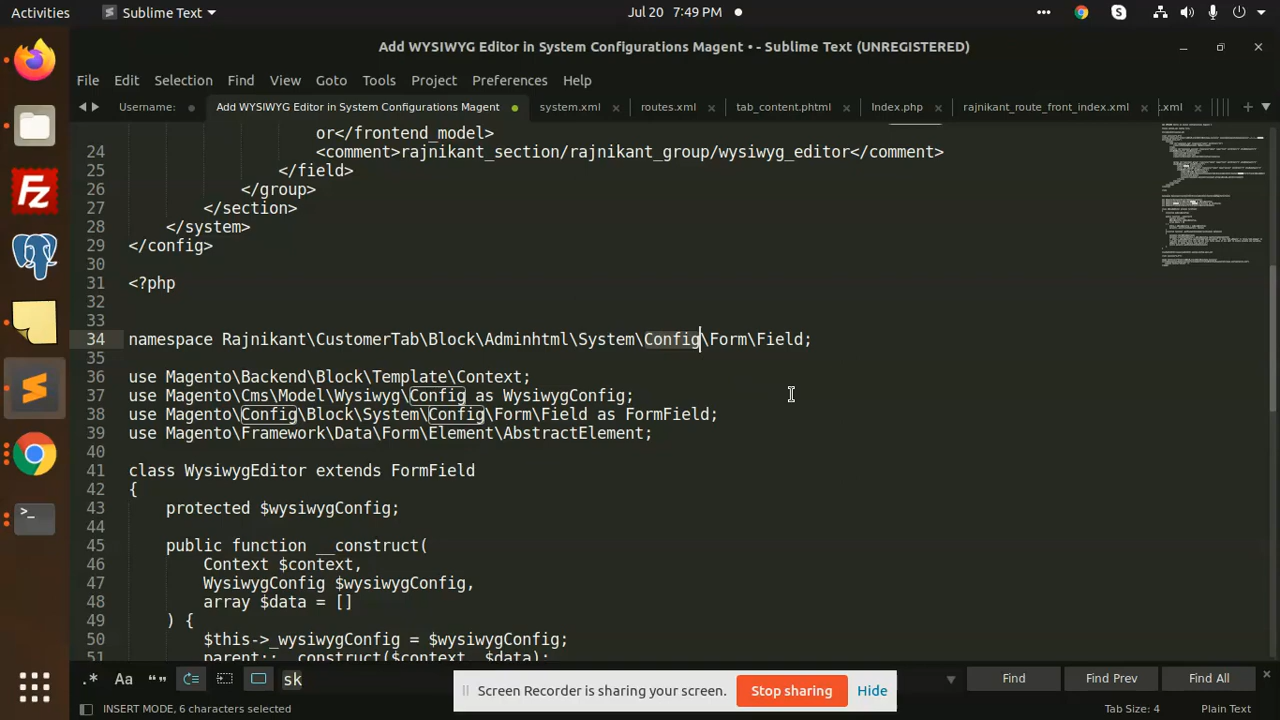 Activities
Sublime Text
Jul 20 7:49 PM
Add WYSIWYG Editor in System Configurations Magent • - Sublime Text (UNREGISTERED)
File Edit Selection Find View Goto Tools Project Preferences Help
Username:
Add WYSIWYG Editor in System Configurations Magent
system.xml
routes.xml
tab_content.phtml
Index.php
rajnikant_route_front_index.xml
.xml
or</frontend_model>
24 <comment>rajnikant_section/rajnikant_group/wysiwyg_editor</comment>
25 </field>
26 </group>
27 </section>
28 </system>
29 </config>
30
31 <?php
32
33
34 namespace Rajnikant\CustomerTab\Block\Adminhtml\System\Config\Form\Field;
35
36 use Magento\Backend\Block\Template\Context;
37 use Magento\Cms\Model\Wysiwyg\Config as WysiwygConfig;
38 use Magento\Config\Block\System\Config\Form\Field as FormField;
39 use Magento\Framework\Data\Form\Element\AbstractElement;
40
41 class WysiwygEditor extends FormField
42 {
43 protected $wysiwygConfig;
44
45 public function __construct(
46 Context $context,
47 WysiwygConfig $wysiwygConfig,
48 array $data = []
49 ) {
50 $this->_wysiwygConfig = $wysiwygConfig;
51 parent::__construct($context, $data);
.* Aa sk Find Find Prev Find All
Screen Recorder is sharing your screen. Stop sharing Hide
INSERT MODE, 6 characters selected
Tab Size: 4
Plain Text